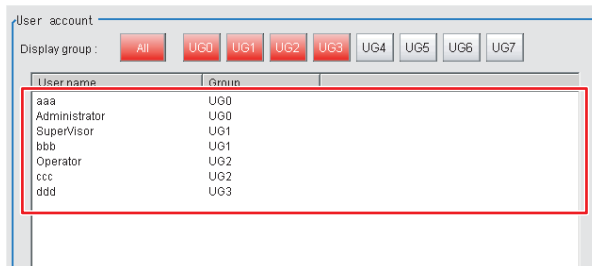 User account
Display group : All UG0 UG1 UG2 UG3 UG4 UG5 UG6 UG7
User name Group
aaa UG0
Administrator UG0
SuperVisor UG1
bbb UG1
Operator UG2
ccc UG2
ddd UG3